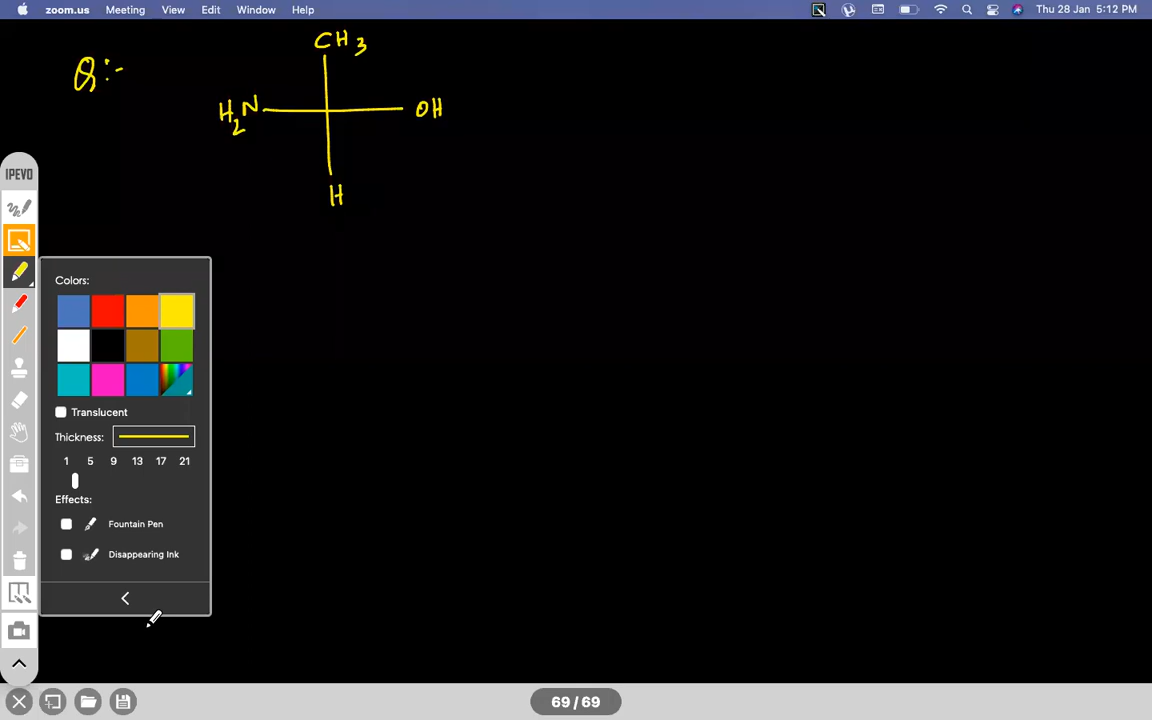 zoom.us Meeting View Edit Window Help Thu 28 Jan 5:12 PM
Q:-
CH3
H2N OH
H
IPEVO
Colors:
Translucent
Thickness:
1 5 9 13 17 21
Effects:
Fountain Pen
Disappearing Ink
69 / 69